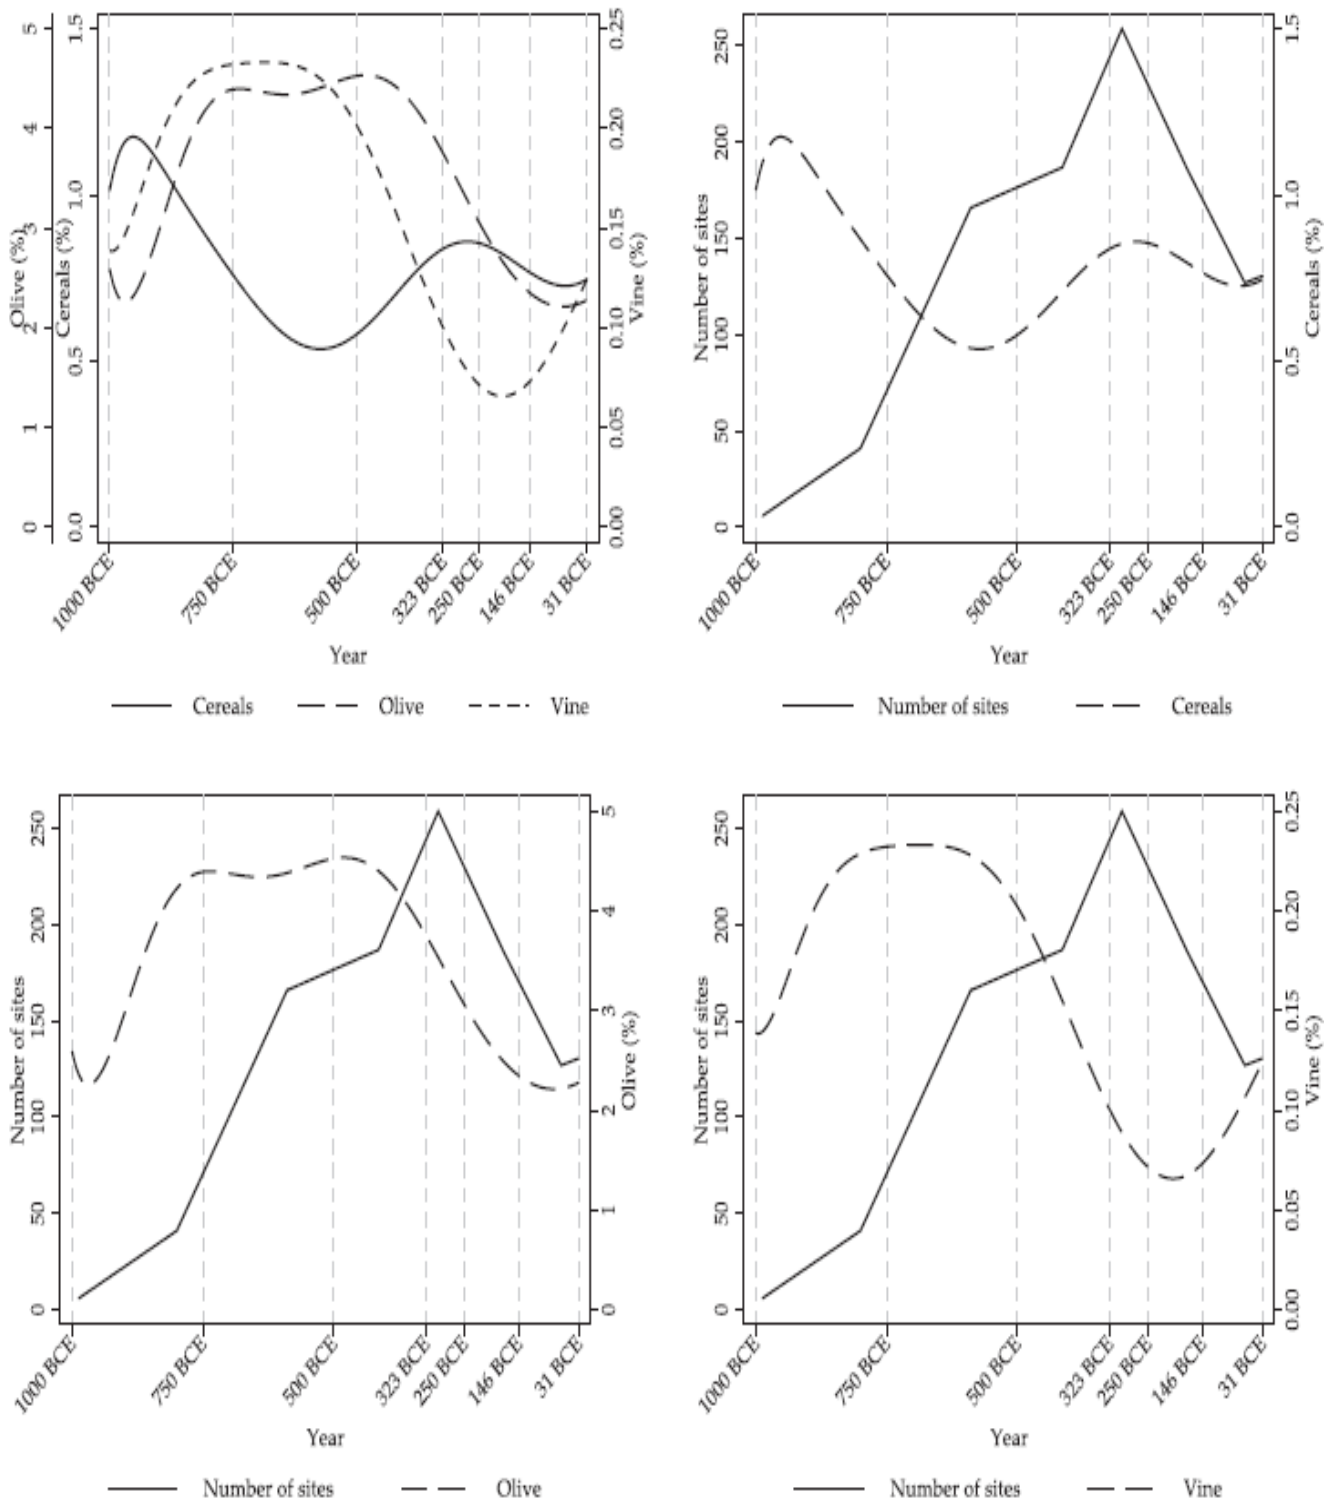 Olive (%)
0 1 2 3 4 5
Cereals (%)
0.0 0.5 1.0 1.5
Vine (%)
0.00 0.05 0.10 0.15 0.20 0.25
1000 BCE 750 BCE 500 BCE 323 BCE 250 BCE 146 BCE 31 BCE
Year
Cereals Olive Vine
Number of sites
0 50 100 150 200 250
Cereals (%)
0.0 0.5 1.0 1.5
1000 BCE 750 BCE 500 BCE 323 BCE 250 BCE 146 BCE 31 BCE
Year
Number of sites Cereals
Number of sites
0 50 100 150 200 250
Olive (%)
0 1 2 3 4 5
1000 BCE 750 BCE 500 BCE 323 BCE 250 BCE 146 BCE 31 BCE
Year
Number of sites Olive
Number of sites
0 50 100 150 200 250
Vine (%)
0.00 0.05 0.10 0.15 0.20 0.25
1000 BCE 750 BCE 500 BCE 323 BCE 250 BCE 146 BCE 31 BCE
Year
Number of sites Vine